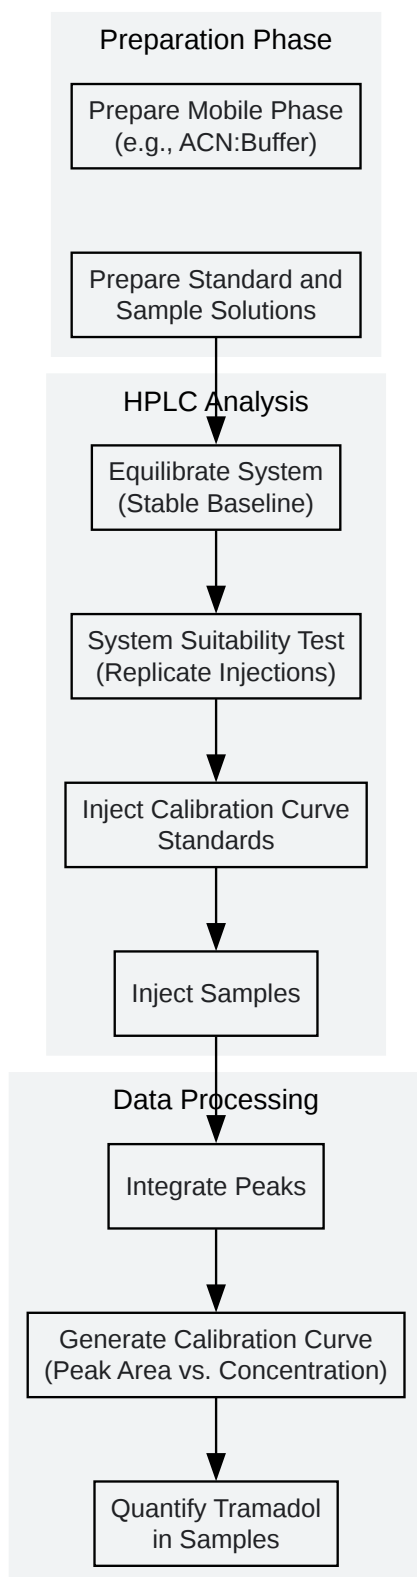 Preparation Phase
Prepare Mobile Phase
(e.g., ACN:Buffer)
Prepare Standard and
Sample Solutions
HPLC Analysis
Equilibrate System
(Stable Baseline)
System Suitability Test
(Replicate Injections)
Inject Calibration Curve
Standards
Inject Samples
Data Processing
Integrate Peaks
Generate Calibration Curve
(Peak Area vs. Concentration)
Quantify Tramadol
in Samples